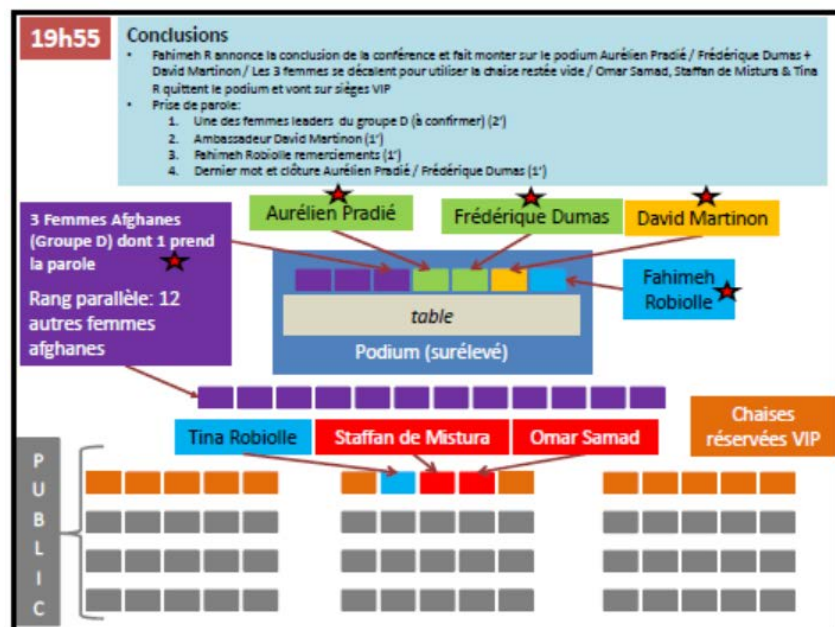 19h55
Conclusions
• Fahimeh R annonce la conclusion de la conférence et fait monter sur le podium Aurélien Pradié / Frédérique Dumas +
David Martinon / Les 3 femmes se décalent pour utiliser la chaise restée vide / Omar Samad, Staffan de Mistura & Tina
R quittent le podium et vont sur sièges VIP
• Prise de parole:
1. Une des femmes leaders du groupe D (à confirmer) (2')
2. Ambassadeur David Martinon (1')
3. Fahimeh Robiolle remerciements (1')
4. Dernier mot et clôture Aurélien Pradié / Frédérique Dumas (1')
3 Femmes Afghanes
(Groupe D) dont 1 prend
la parole
Rang parallèle: 12
autres femmes
afghanes
Aurélien Pradié
Frédérique Dumas
David Martinon
Fahimeh
Robiolle
table
Podium (surélevé)
Tina Robiolle
Staffan de Mistura
Omar Samad
Chaises
réservées VIP
PUBLIC